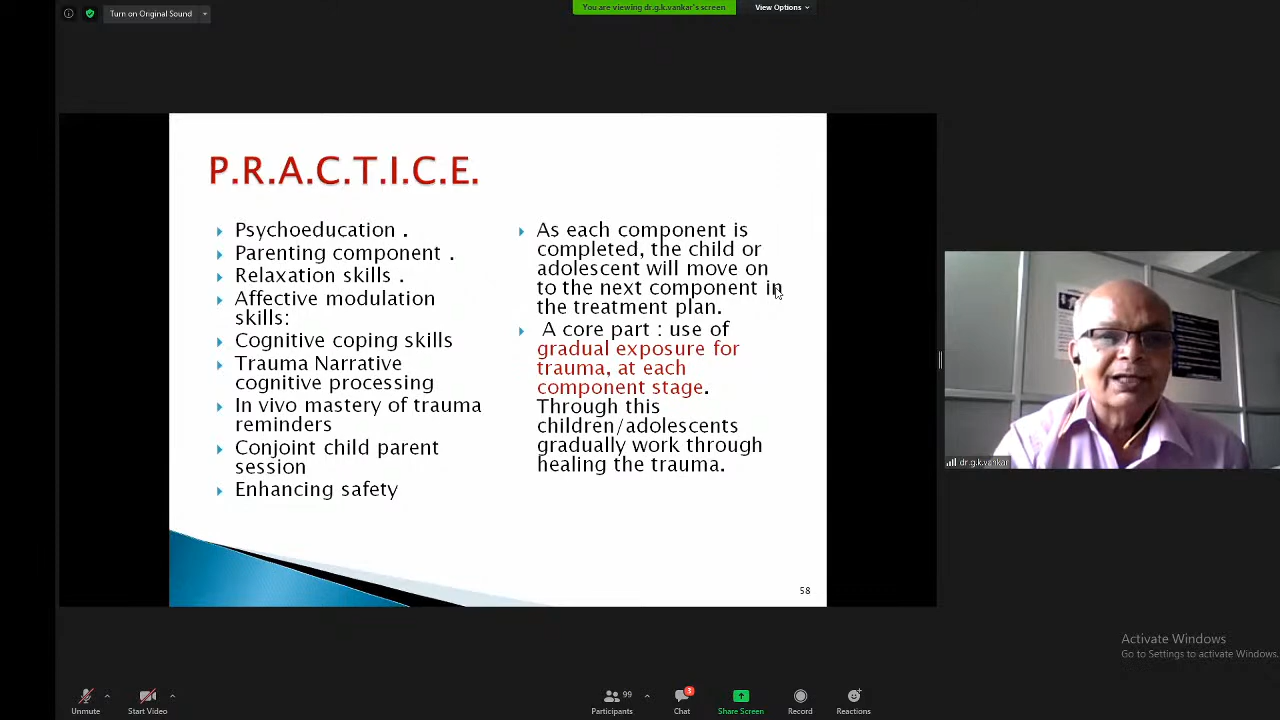 Turn on Original Sound
You are viewing dr.g.k.vankar's screen
View Options
P.R.A.C.T.I.C.E.
Psychoeducation .
Parenting component .
Relaxation skills .
Affective modulation
skills:
Cognitive coping skills
Trauma Narrative
cognitive processing
In vivo mastery of trauma
reminders
Conjoint child parent
session
Enhancing safety
As each component is
completed, the child or
adolescent will move on
to the next component in
the treatment plan.
A core part : use of
gradual exposure for
trauma, at each
component stage.
Through this
children/adolescents
gradually work through
healing the trauma.
58
dr.g.k.vankar
Activate Windows
Go to Settings to activate Windows.
Unmute
Start Video
99
Participants
3
Chat
Share Screen
Record
Reactions